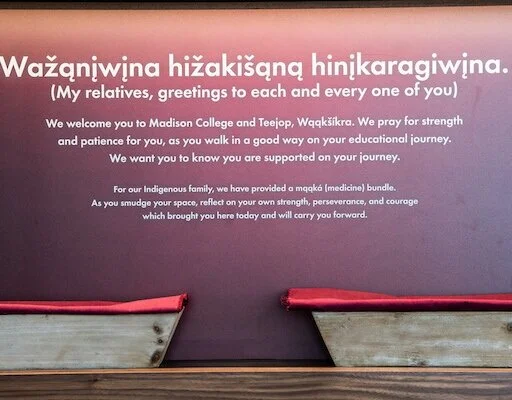 Wažąnįwįna hižakišąną hinįkaragiwįna.
(My relatives, greetings to each and every one of you)
We welcome you to Madison College and Teejop, Wąąkšíkra. We pray for strength
and patience for you, as you walk in a good way on your educational journey.
We want you to know you are supported on your journey.
For our Indigenous family, we have provided a mąąká (medicine) bundle.
As you smudge your space, reflect on your own strength, perseverance, and courage
which brought you here today and will carry you forward.